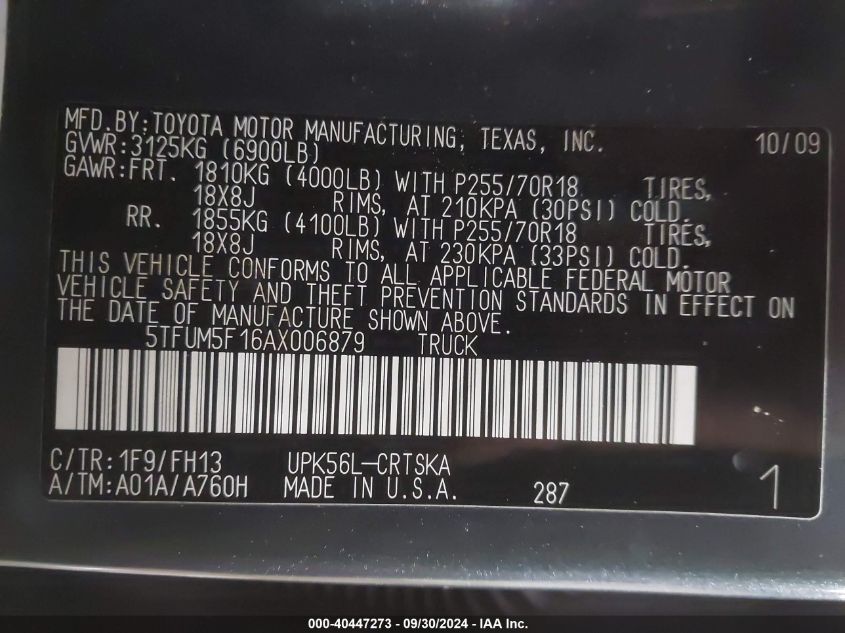 MFD.BY:TOYOTA MOTOR MANUFACTURING, TEXAS, INC. 10/09
GVWR:3125KG (6900LB)
GAWR:FRT. 1810KG (4000LB) WITH P255/70R18 TIRES,
18X8J RIMS, AT 210KPA (30PSI) COLD.
RR. 1855KG (4100LB) WITH P255/70R18 TIRES,
18X8J RIMS, AT 230KPA (33PSI) COLD.
THIS VEHICLE CONFORMS TO ALL APPLICABLE FEDERAL MOTOR
VEHICLE SAFETY AND THEFT PREVENTION STANDARDS IN EFFECT ON
THE DATE OF MANUFACTURE SHOWN ABOVE.
5TFUM5F16AX006879 TRUCK
C/TR:1F9/FH13 UPK56L-CRTSKA
A/TM:A01A/A760H MADE IN U.S.A. 287 1
000-40447273 - 09/30/2024 - IAA Inc.